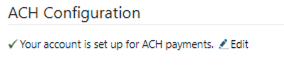 ACH Configuration
✓ Your account is set up for ACH payments. Edit